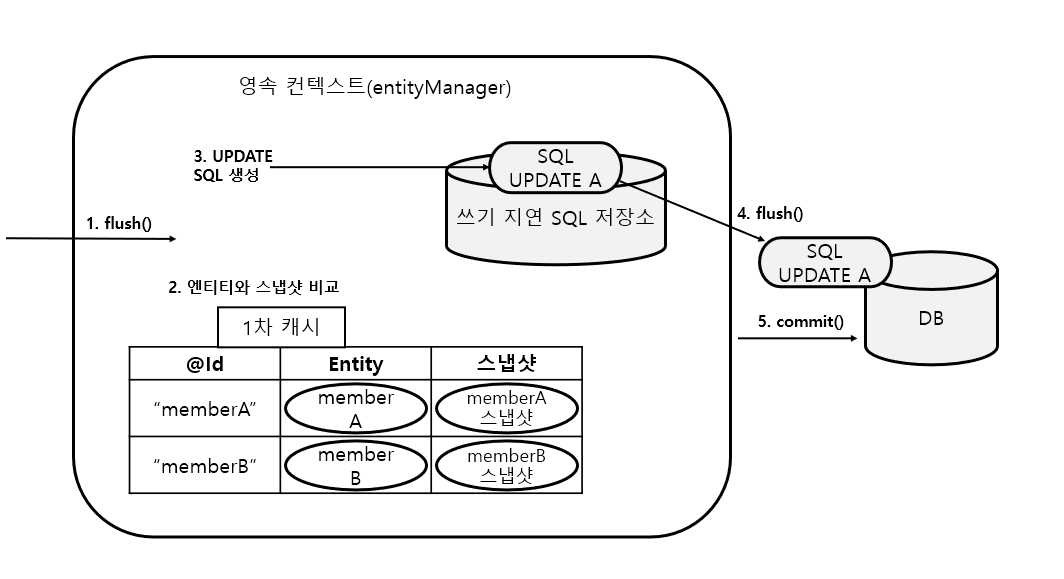 영속 컨텍스트(entityManager)
3. UPDATE
SQL 생성
SQL
UPDATE A
쓰기 지연 SQL 저장소
1. flush()
4. flush()
SQL
UPDATE A
DB
5. commit()
2. 엔티티와 스냅샷 비교
1차 캐시
@Id Entity 스냅샷
“memberA” member
A memberA
스냅샷
“memberB“ member
B memberB
스냅샷